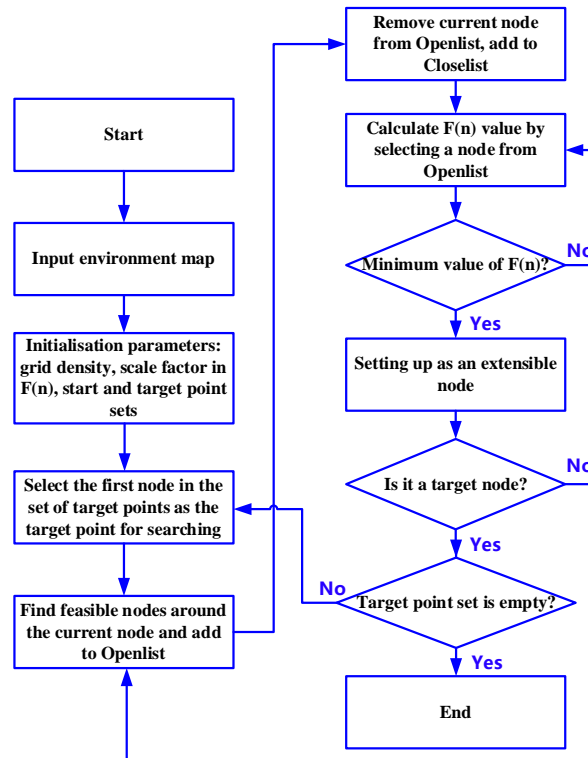 Start
Input environment map
Initialisation parameters:
grid density, scale factor in
F(n), start and target point
sets
Select the first node in the
set of target points as the
target point for searching
Find feasible nodes around
the current node and add
to Openlist
Remove current node
from Openlist, add to
Closelist
Calculate F(n) value by
selecting a node from
Openlist
Minimum value of F(n)?
No
Yes
Setting up as an extensible
node
Is it a target node?
No
Yes
Target point set is empty?
No
Yes
End